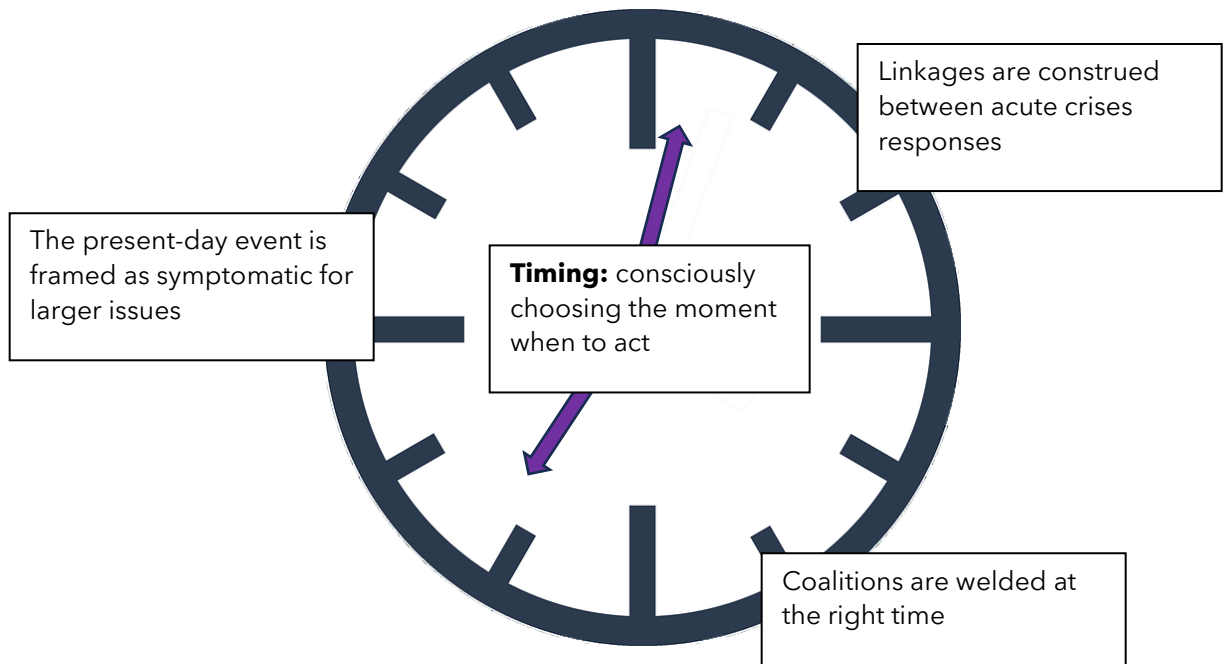 Linkages are construed
between acute crises
responses
The present-day event is
framed as symptomatic for
larger issues
Timing: consciously
choosing the moment
when to act
Coalitions are welded at
the right time